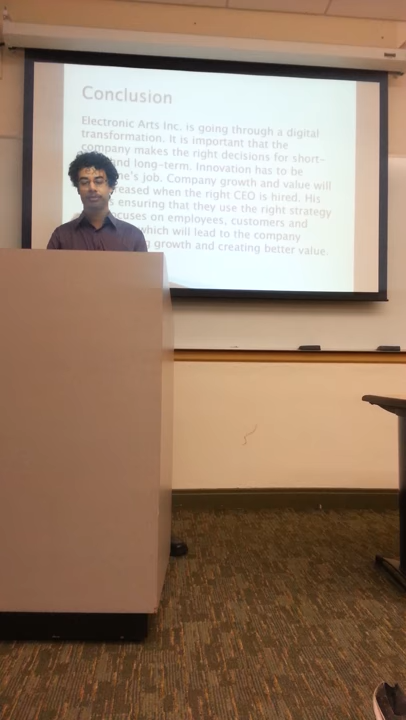 Conclusion
Electronic Arts Inc. is going through a digital
transformation. It is important that the
company makes the right decisions for short-
and long-term. Innovation has to be
job. Company growth and value will
when the right CEO is hired. His
ensuring that they use the right strategy
focuses on employees, customers and
which will lead to the company
growth and creating better value.